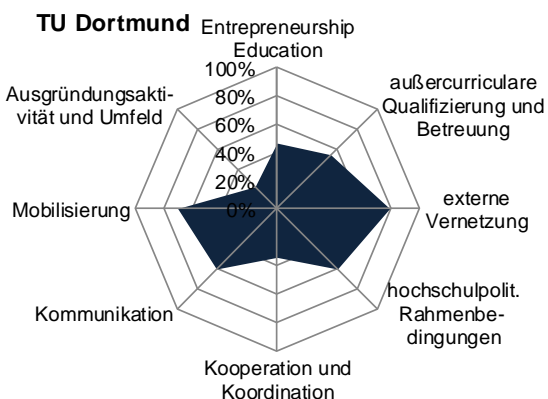 TU Dortmund
Entrepreneurship
Education
100%
80%
60%
40%
20%
0%
außercurriculare
Qualifizierung und
Betreuung
externe
Vernetzung
hochschulpolit.
Rahmenbe-
dingungen
Kooperation und
Koordination
Kommunikation
Mobilisierung
Ausgründungsakti-
vität und Umfeld